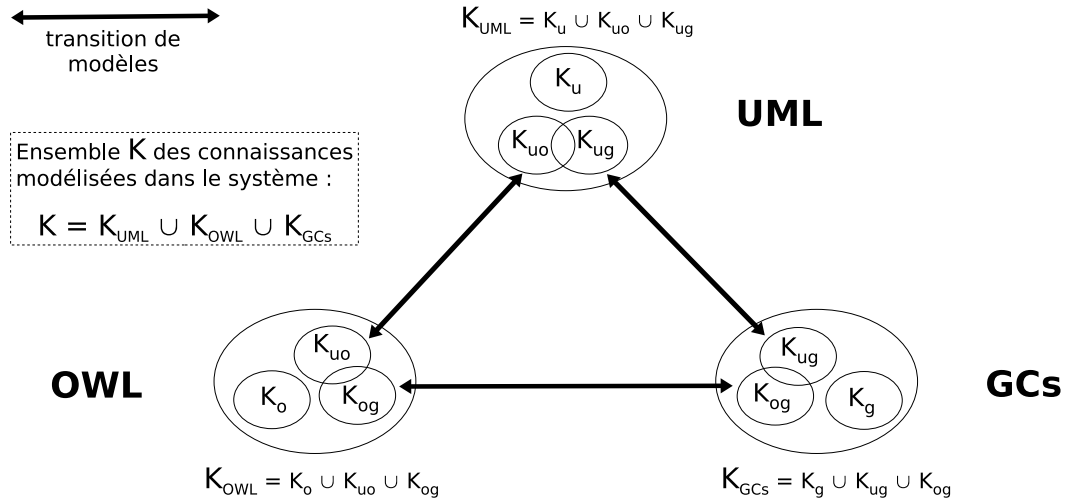 transition de
modèles
K_UML = K_u ∪ K_uo ∪ K_ug
K_u
K_uo K_ug
UML
Ensemble K des connaissances
modélisées dans le système :
K = K_UML ∪ K_OWL ∪ K_GCs
OWL
K_uo
K_o K_og
K_OWL = K_o ∪ K_uo ∪ K_og
K_ug
K_og K_g
GCs
K_GCs = K_g ∪ K_ug ∪ K_og